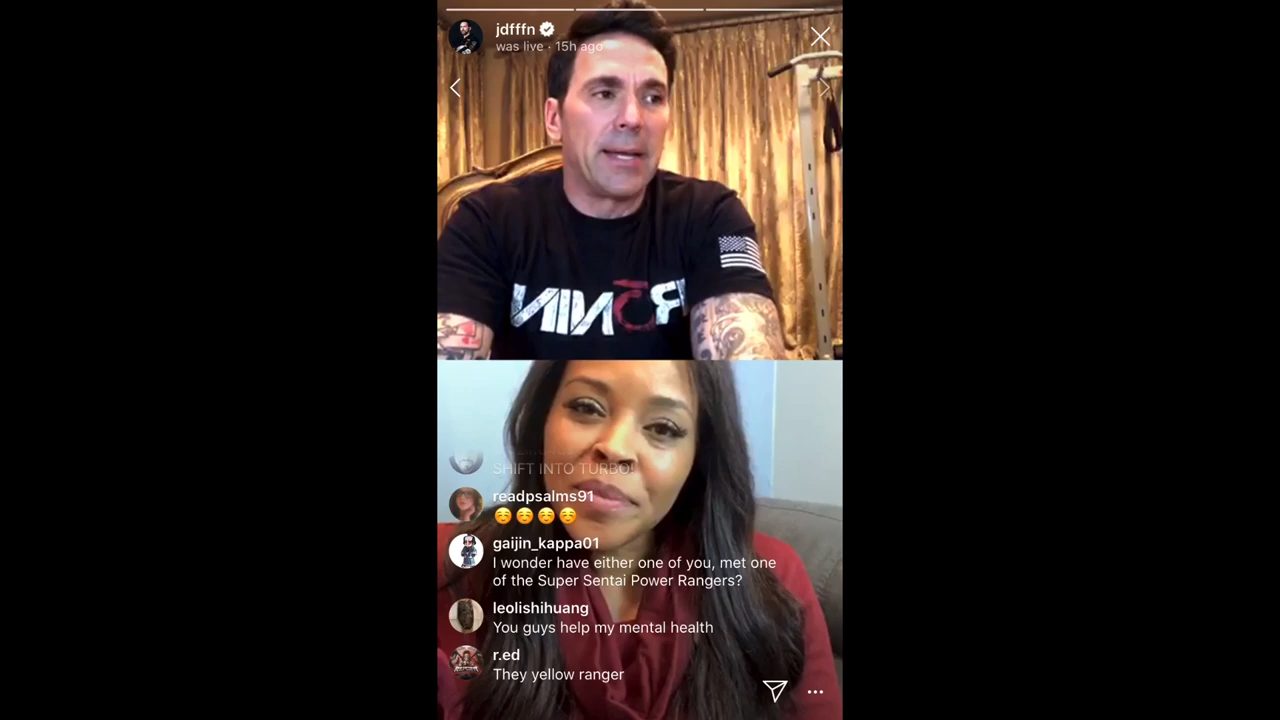 jdfffn
was live · 15h ago
RŌNIN
SHIFT INTO TURBO!
readpsalms91
☺️☺️☺️☺️
gaijin_kappa01
I wonder have either one of you, met one
of the Super Sentai Power Rangers?
leolishihuang
You guys help my mental health
r.ed
They yellow ranger